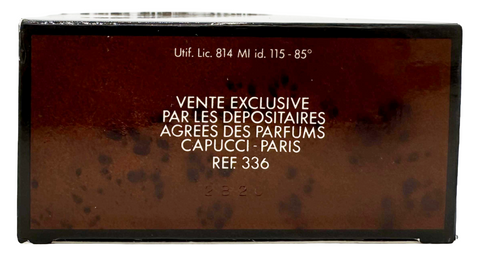 Utif. Lic. 814 MI id. 115 - 85°
VENTE EXCLUSIVE
PAR LES DEPOSITAIRES
AGREES DES PARFUMS
CAPUCCI - PARIS
REF. 336